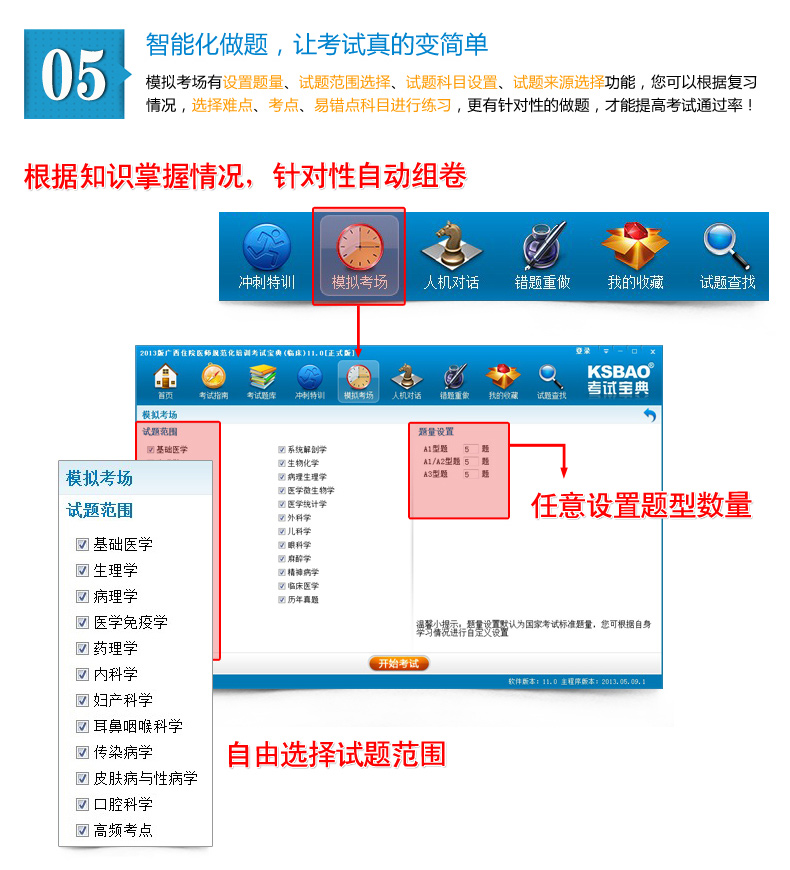 05
智能化做题，让考试真的变简单
模拟考场有设置题量、试题范围选择、试题科目设置、试题来源选择功能，您可以根据复习
情况，选择难点、考点、易错点科目进行练习，更有针对性的做题，才能提高考试通过率！
根据知识掌握情况，针对性自动组卷
冲刺特训 模拟考场 人机对话 错题重做 我的收藏 试题查找
2013版广西住院医师规范化培训考试宝典(临床)11.0[正式版] 登录
首页 考试指南 考试题库 冲刺特训 模拟考场 人机对话 错题重做 我的收藏 试题查找
KSBAO®
考试宝典
模拟考场
试题范围
基础医学
系统解剖学
生物化学
病理生理学
医学微生物学
医学统计学
外科学
儿科学
眼科学
麻醉学
精神病学
临床医学
历年真题
题量设置
A1型题 5 题
A1/A2型题 5 题
A3型题 5 题
任意设置题型数量
温馨小提示：题量设置默认为国家考试标准题量，您可根据自身
学习情况进行自定义设置
开始考试
软件版本：11.0 主程序版本：2013.05.09.1
模拟考场
试题范围
基础医学
生理学
病理学
医学免疫学
药理学
内科学
妇产科学
耳鼻咽喉科学
传染病学
皮肤病与性病学
口腔科学
高频考点
自由选择试题范围